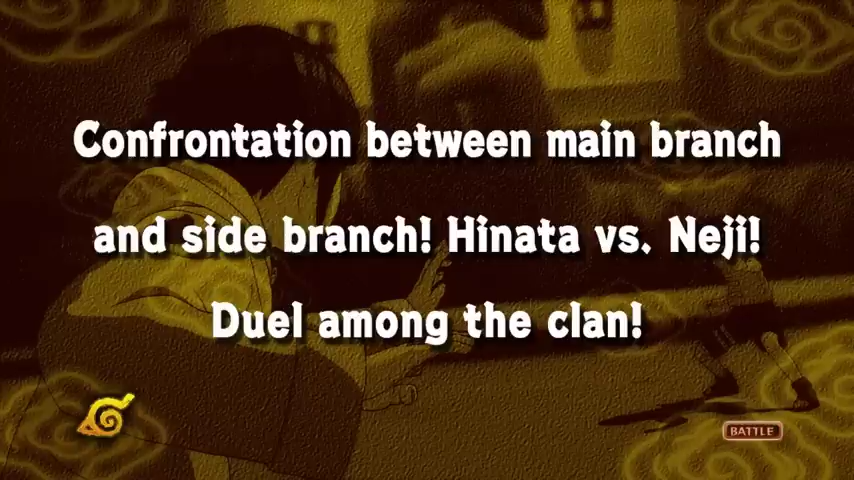 Confrontation between main branch
and side branch! Hinata vs. Neji!
Duel among the clan!
BATTLE